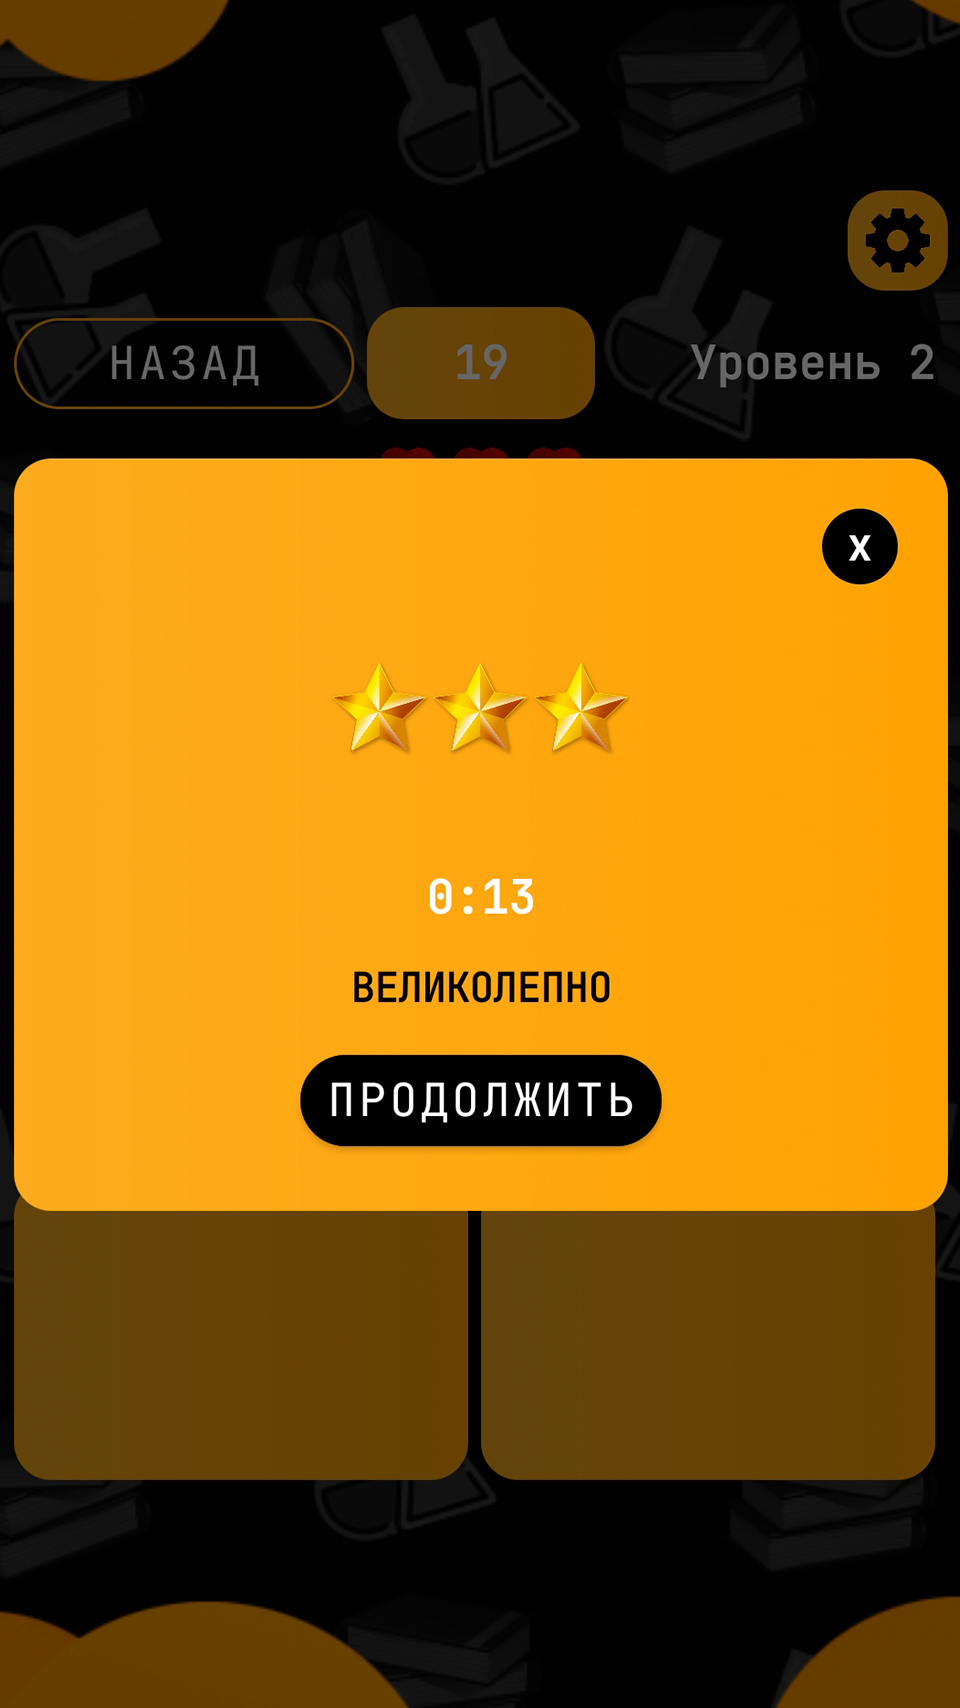 НАЗАД
19
Уровень 2
X
0:13
ВЕЛИКОЛЕПНО
ПРОДОЛЖИТЬ